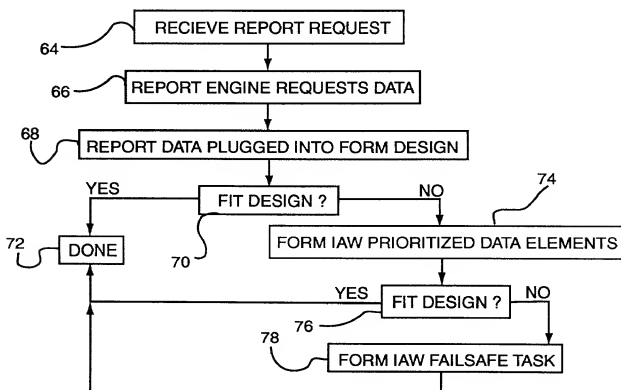 64
RECIEVE REPORT REQUEST
66
REPORT ENGINE REQUESTS DATA
68
REPORT DATA PLUGGED INTO FORM DESIGN
YES
FIT DESIGN ?
NO
70
74
72
DONE
FORM IAW PRIORITIZED DATA ELEMENTS
YES
FIT DESIGN ?
NO
76
78
FORM IAW FAILSAFE TASK